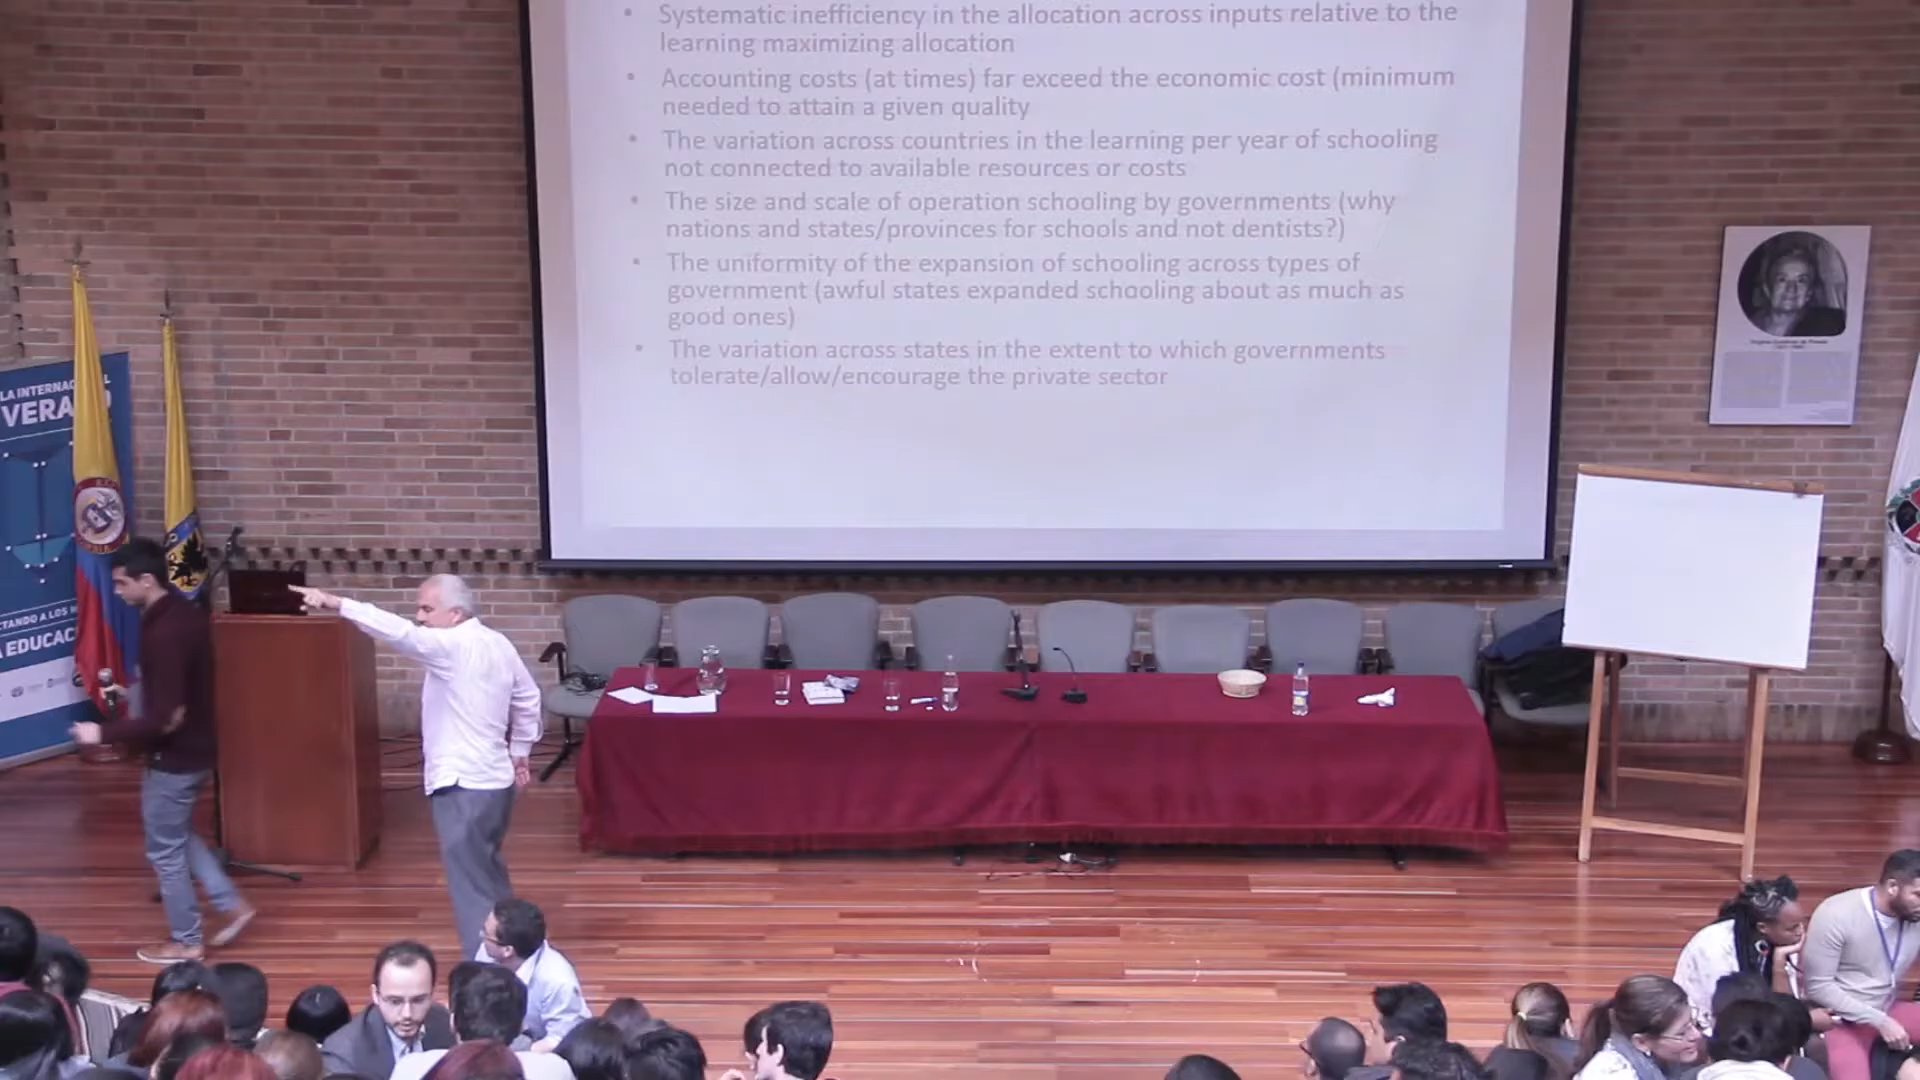 • Systematic inefficiency in the allocation across inputs relative to the
learning maximizing allocation
• Accounting costs (at times) far exceed the economic cost (minimum
needed to attain a given quality
• The variation across countries in the learning per year of schooling
not connected to available resources or costs
• The size and scale of operation schooling by governments (why
nations and states/provinces for schools and not dentists?)
• The uniformity of the expansion of schooling across types of
government (awful states expanded schooling about as much as
good ones)
• The variation across states in the extent to which governments
tolerate/allow/encourage the private sector
LA
VERA
CTANDO A LOS
EDUCAC